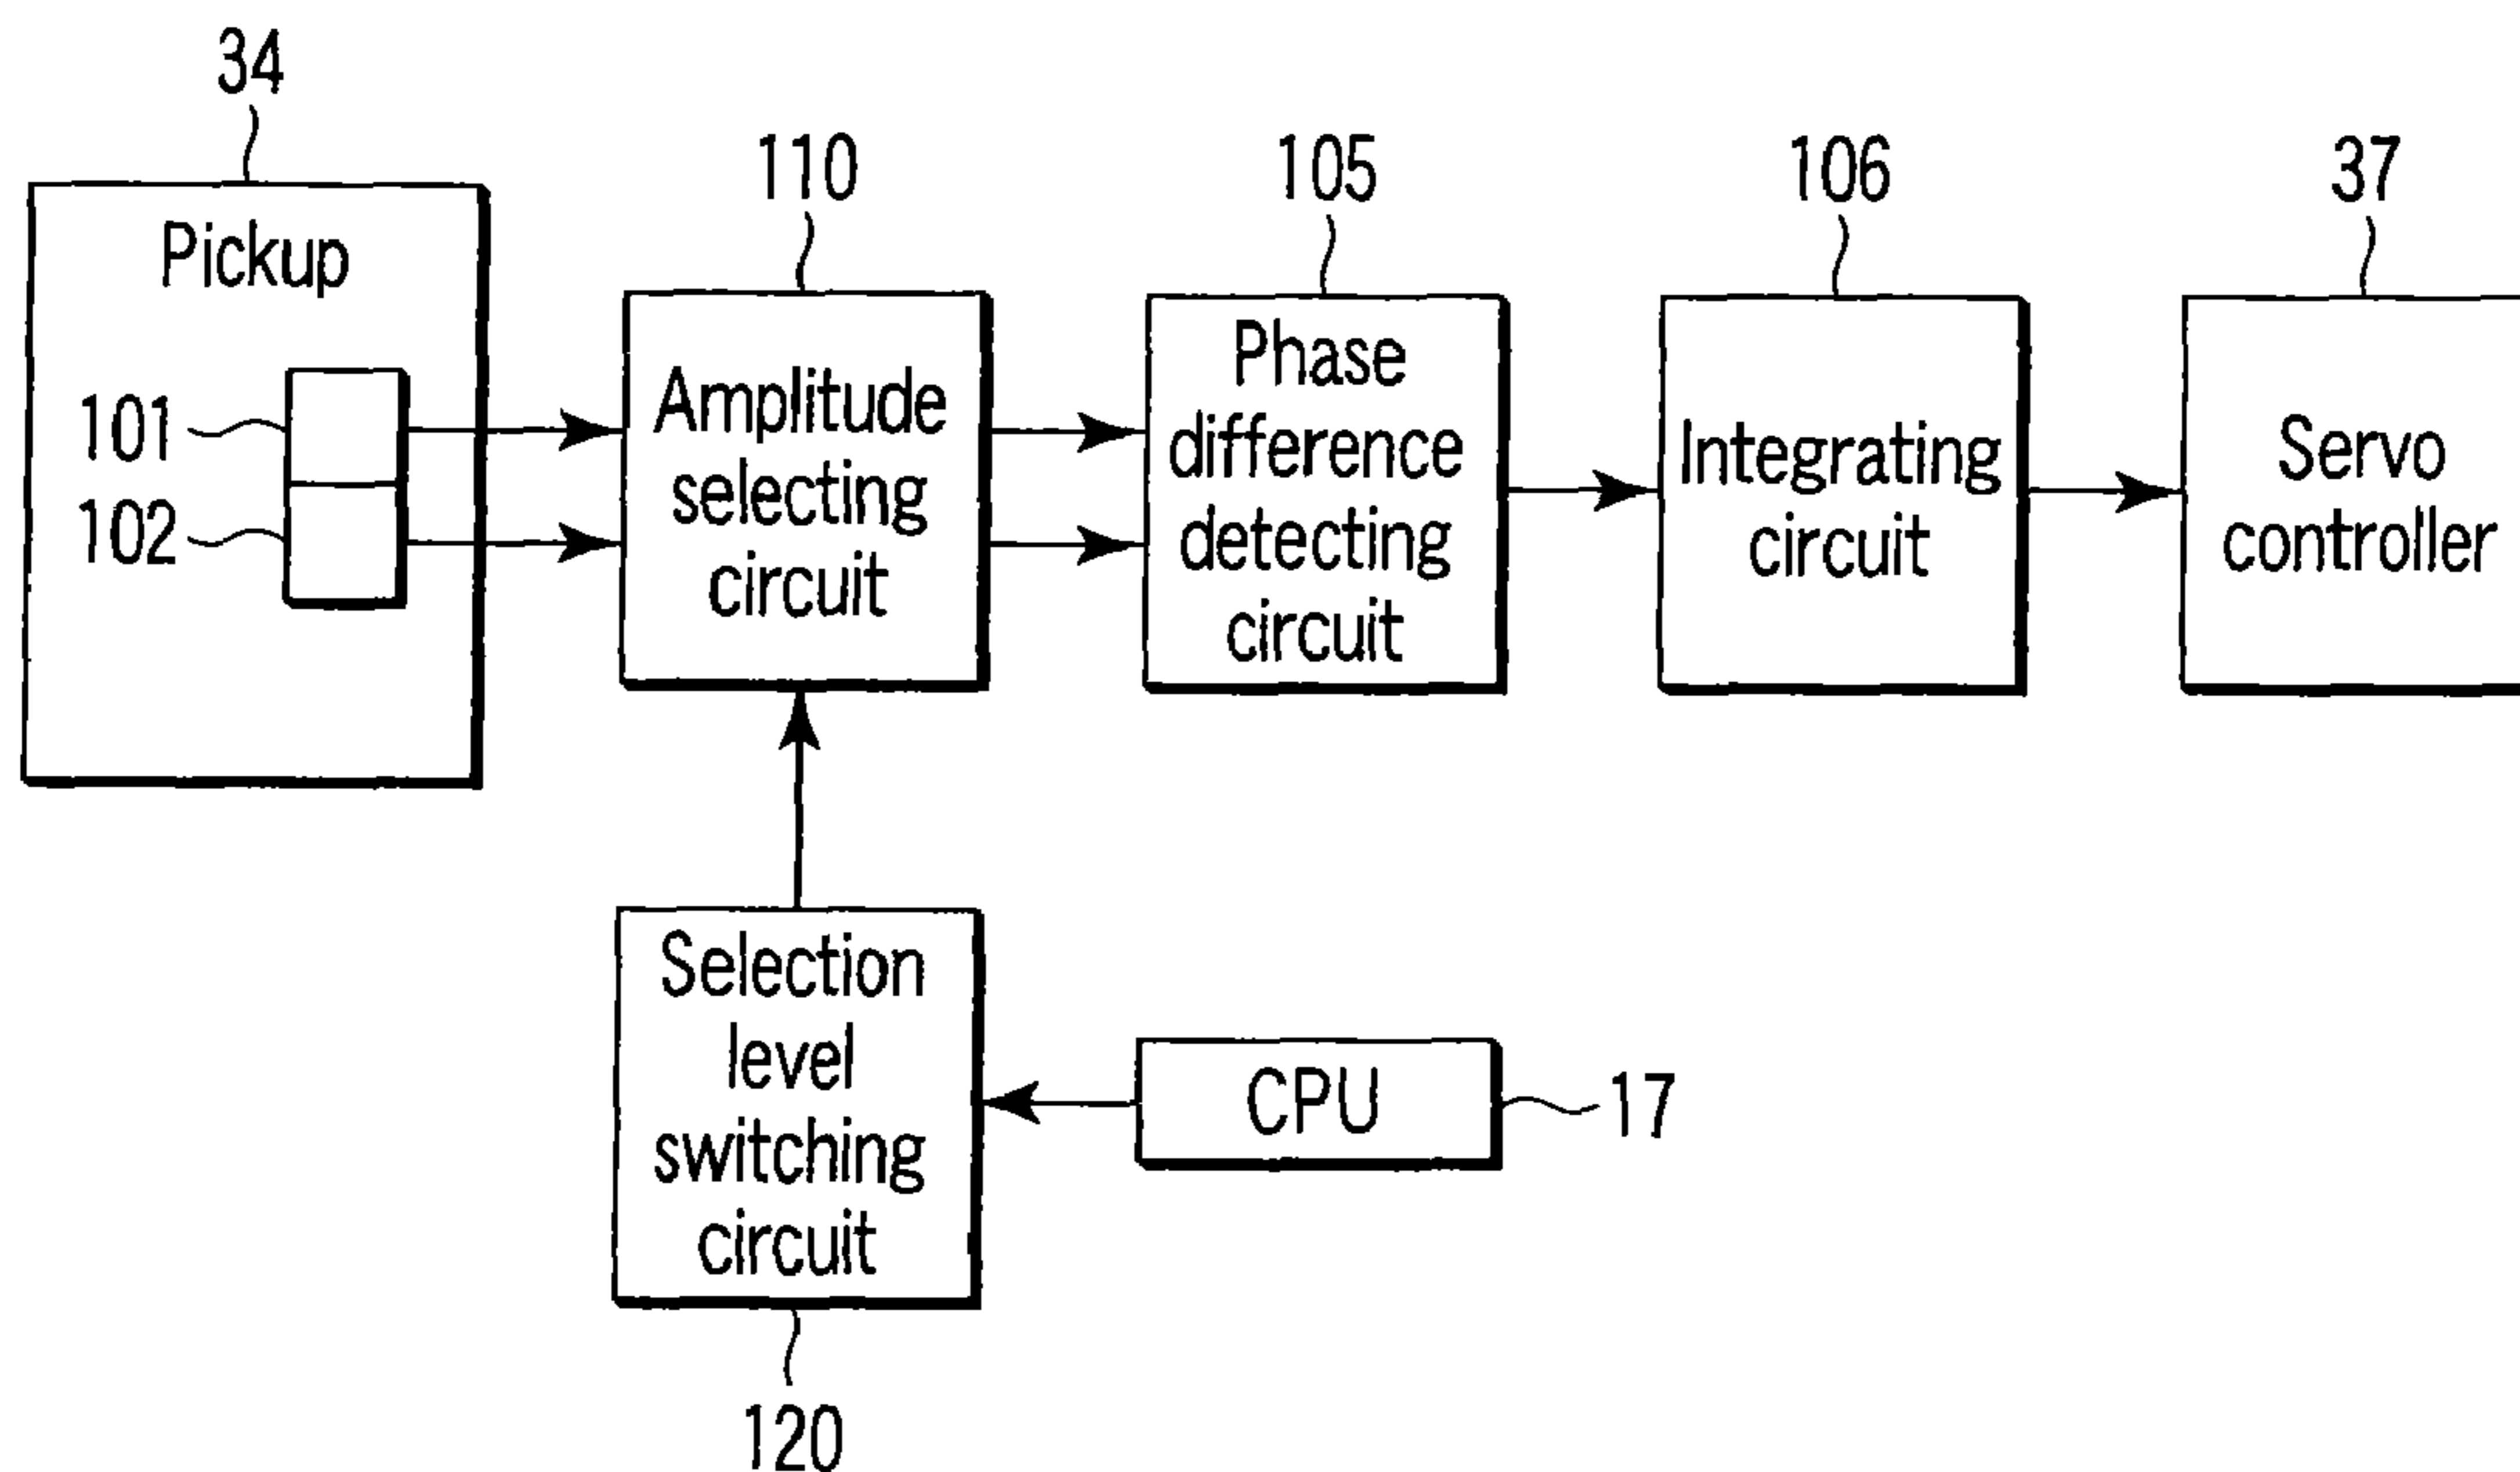 34
110
105
106
37
Pickup
101
102
Amplitude
selecting
circuit
Phase
difference
detecting
circuit
Integrating
circuit
Servo
controller
Selection
level
switching
circuit
CPU
17
120